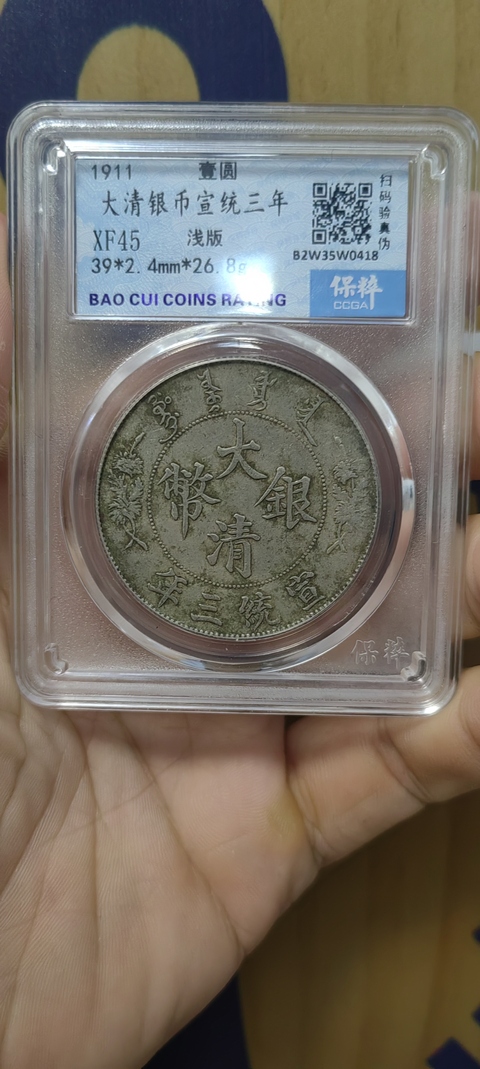 1911 壹圆
大清银币宣统三年
XF45 浅版
39*2.4mm*26.8g
BAO CUI COINS RATING
扫码验真伪
B2W35W0418
保粹
CCGA
大清銀幣
宣統三年
保粹